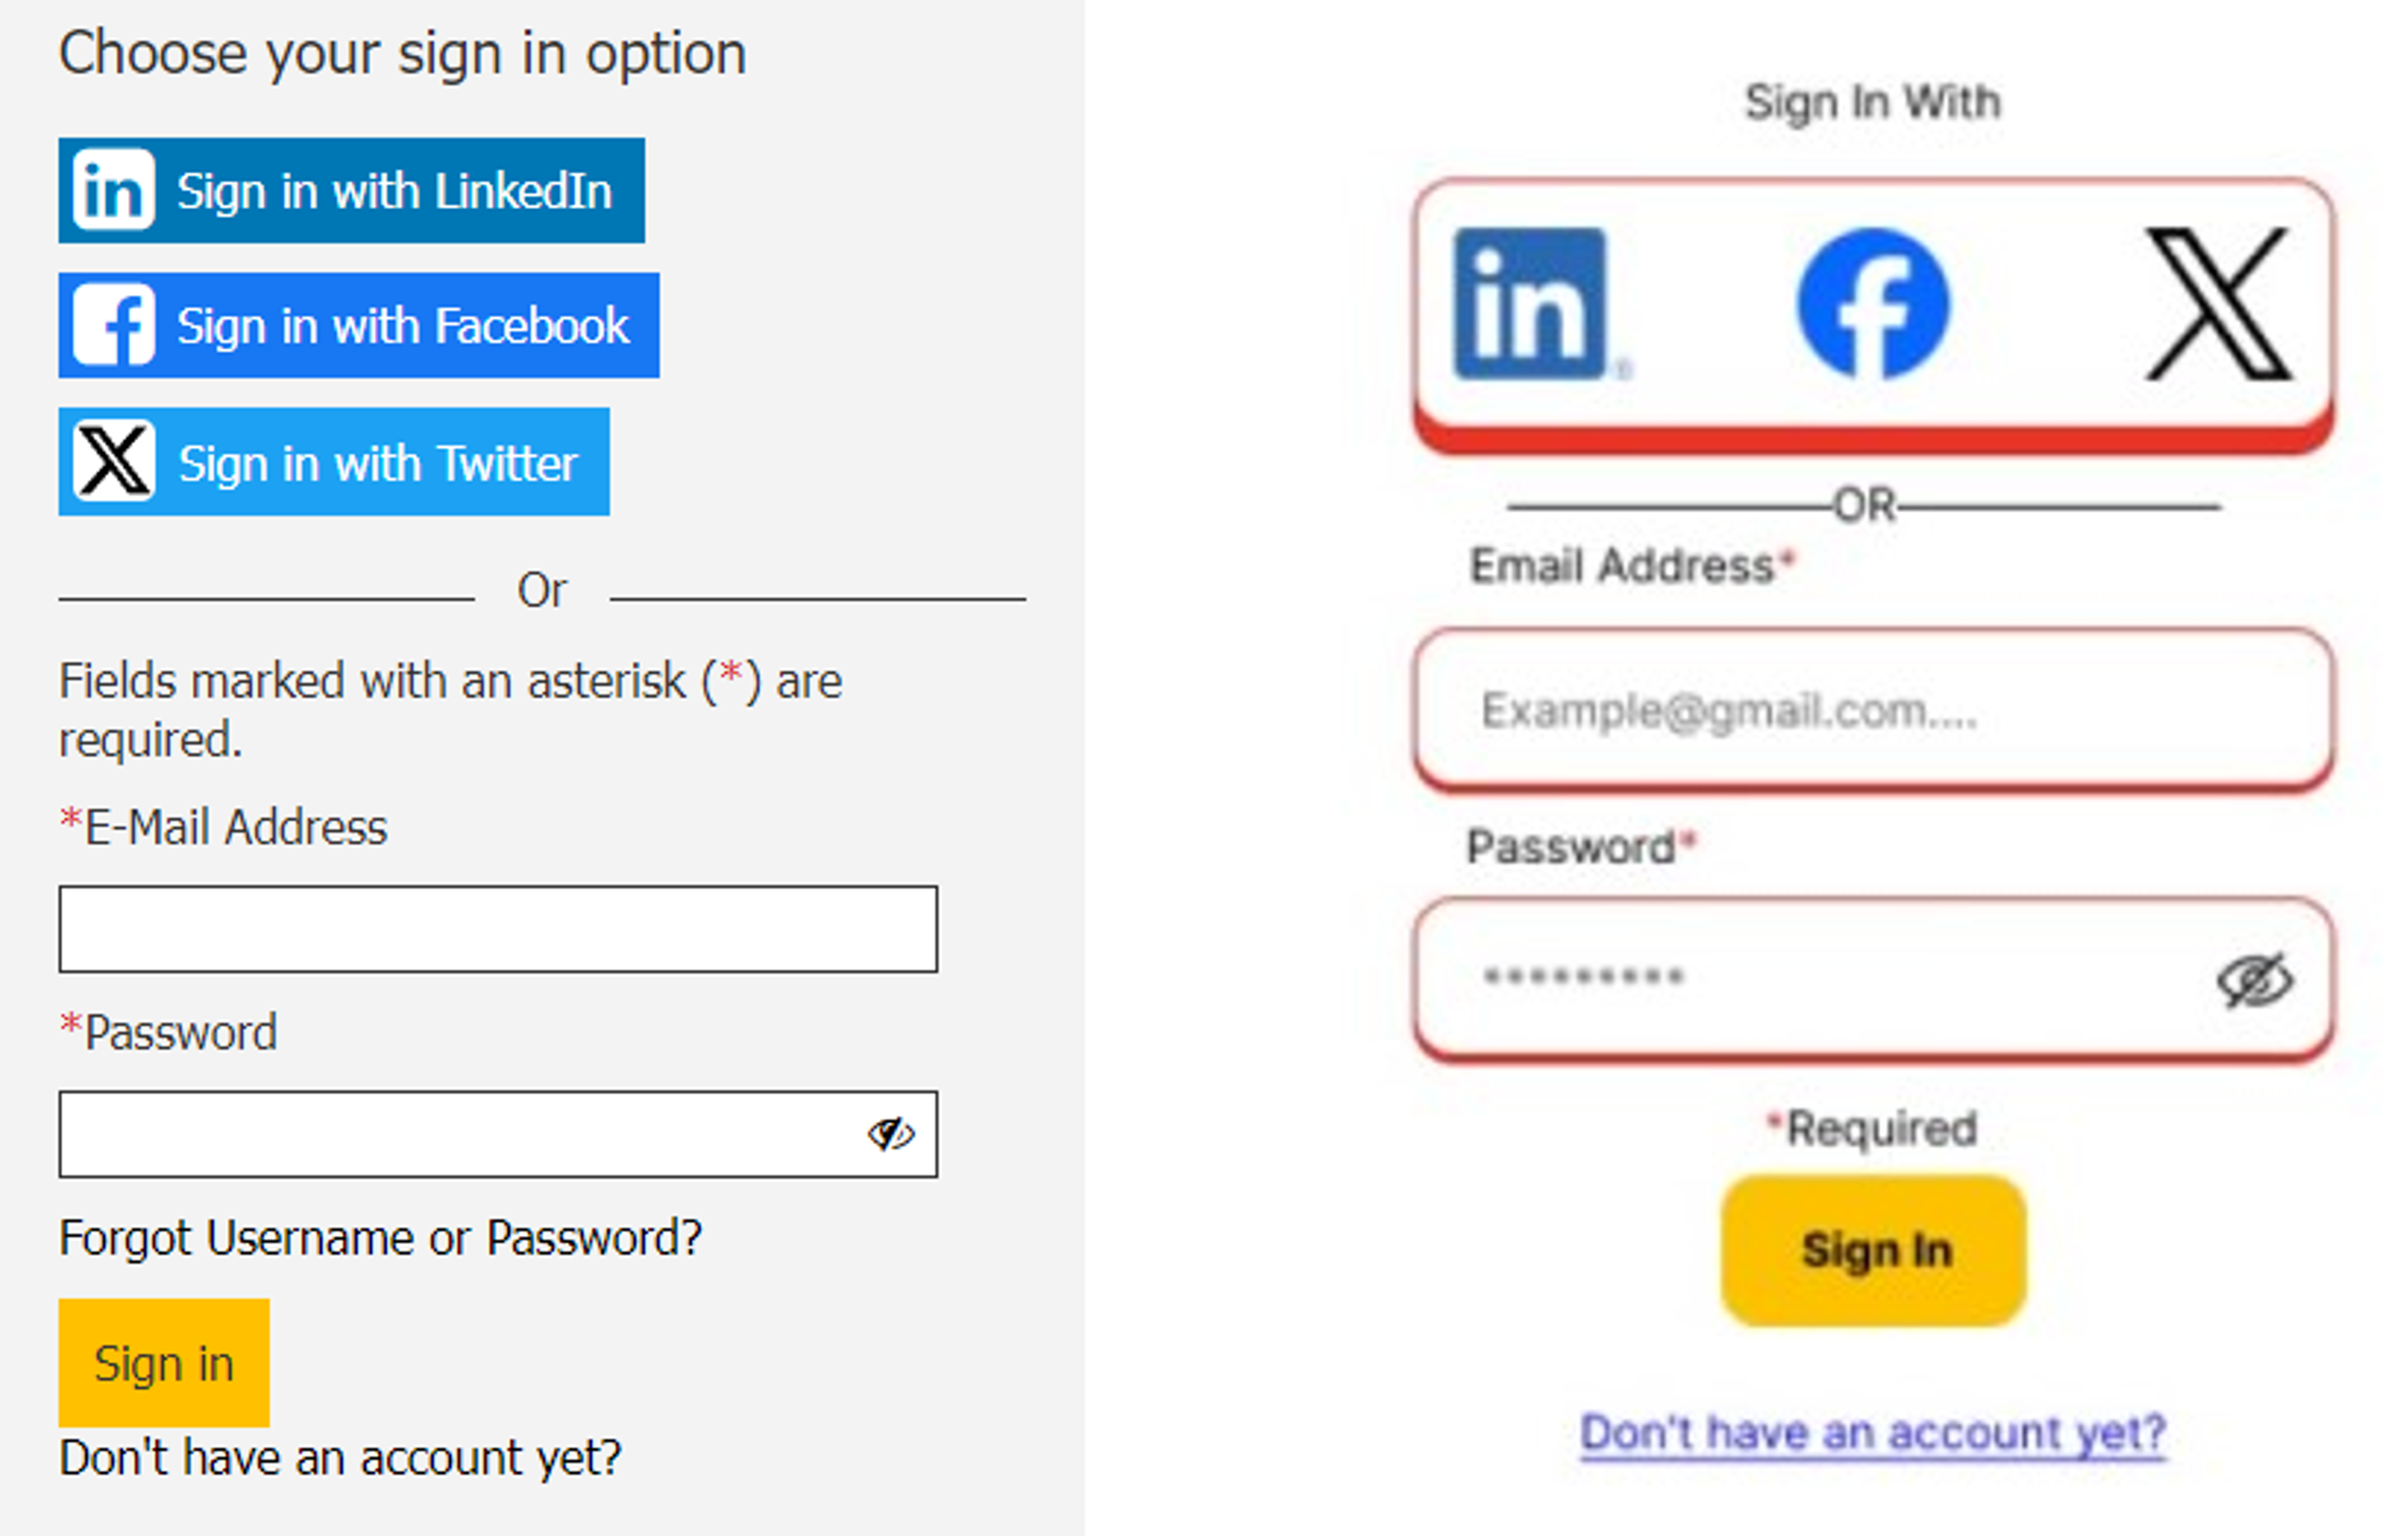 Choose your sign in option
in Sign in with LinkedIn
f Sign in with Facebook
X Sign in with Twitter
Or
Fields marked with an asterisk (*) are
required.
*E-Mail Address
*Password
Forgot Username or Password?
Sign in
Don't have an account yet?
Sign In With
in ® f X
OR
Email Address*
Example@gmail.com....
Password*
•••••••••
*Required
Sign In
Don't have an account yet?